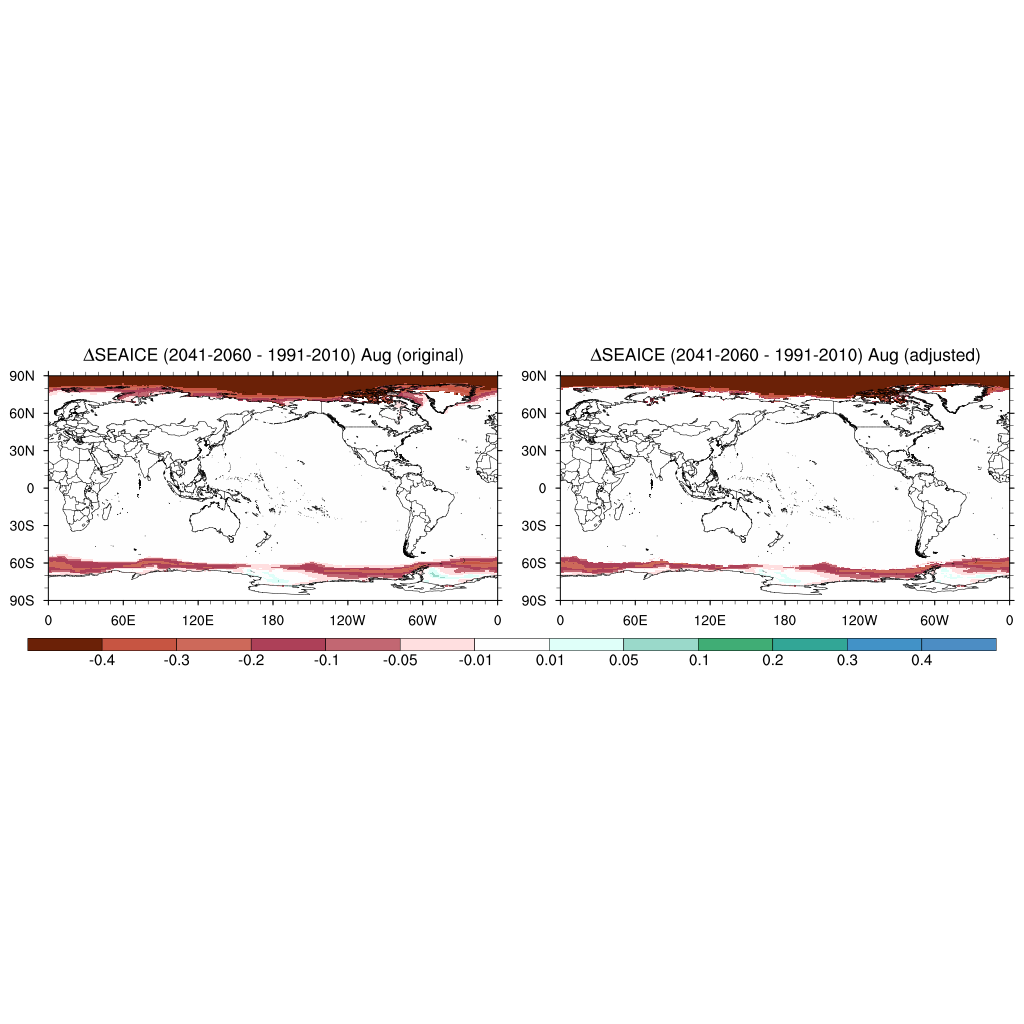 ΔSEAICE (2041-2060 - 1991-2010) Aug (original)
ΔSEAICE (2041-2060 - 1991-2010) Aug (adjusted)
90N
60N
30N
0
30S
60S
90S
0 60E 120E 180 120W 60W 0
90N
60N
30N
0
30S
60S
90S
0 60E 120E 180 120W 60W 0
-0.4 -0.3 -0.2 -0.1 -0.05 -0.01 0.01 0.05 0.1 0.2 0.3 0.4